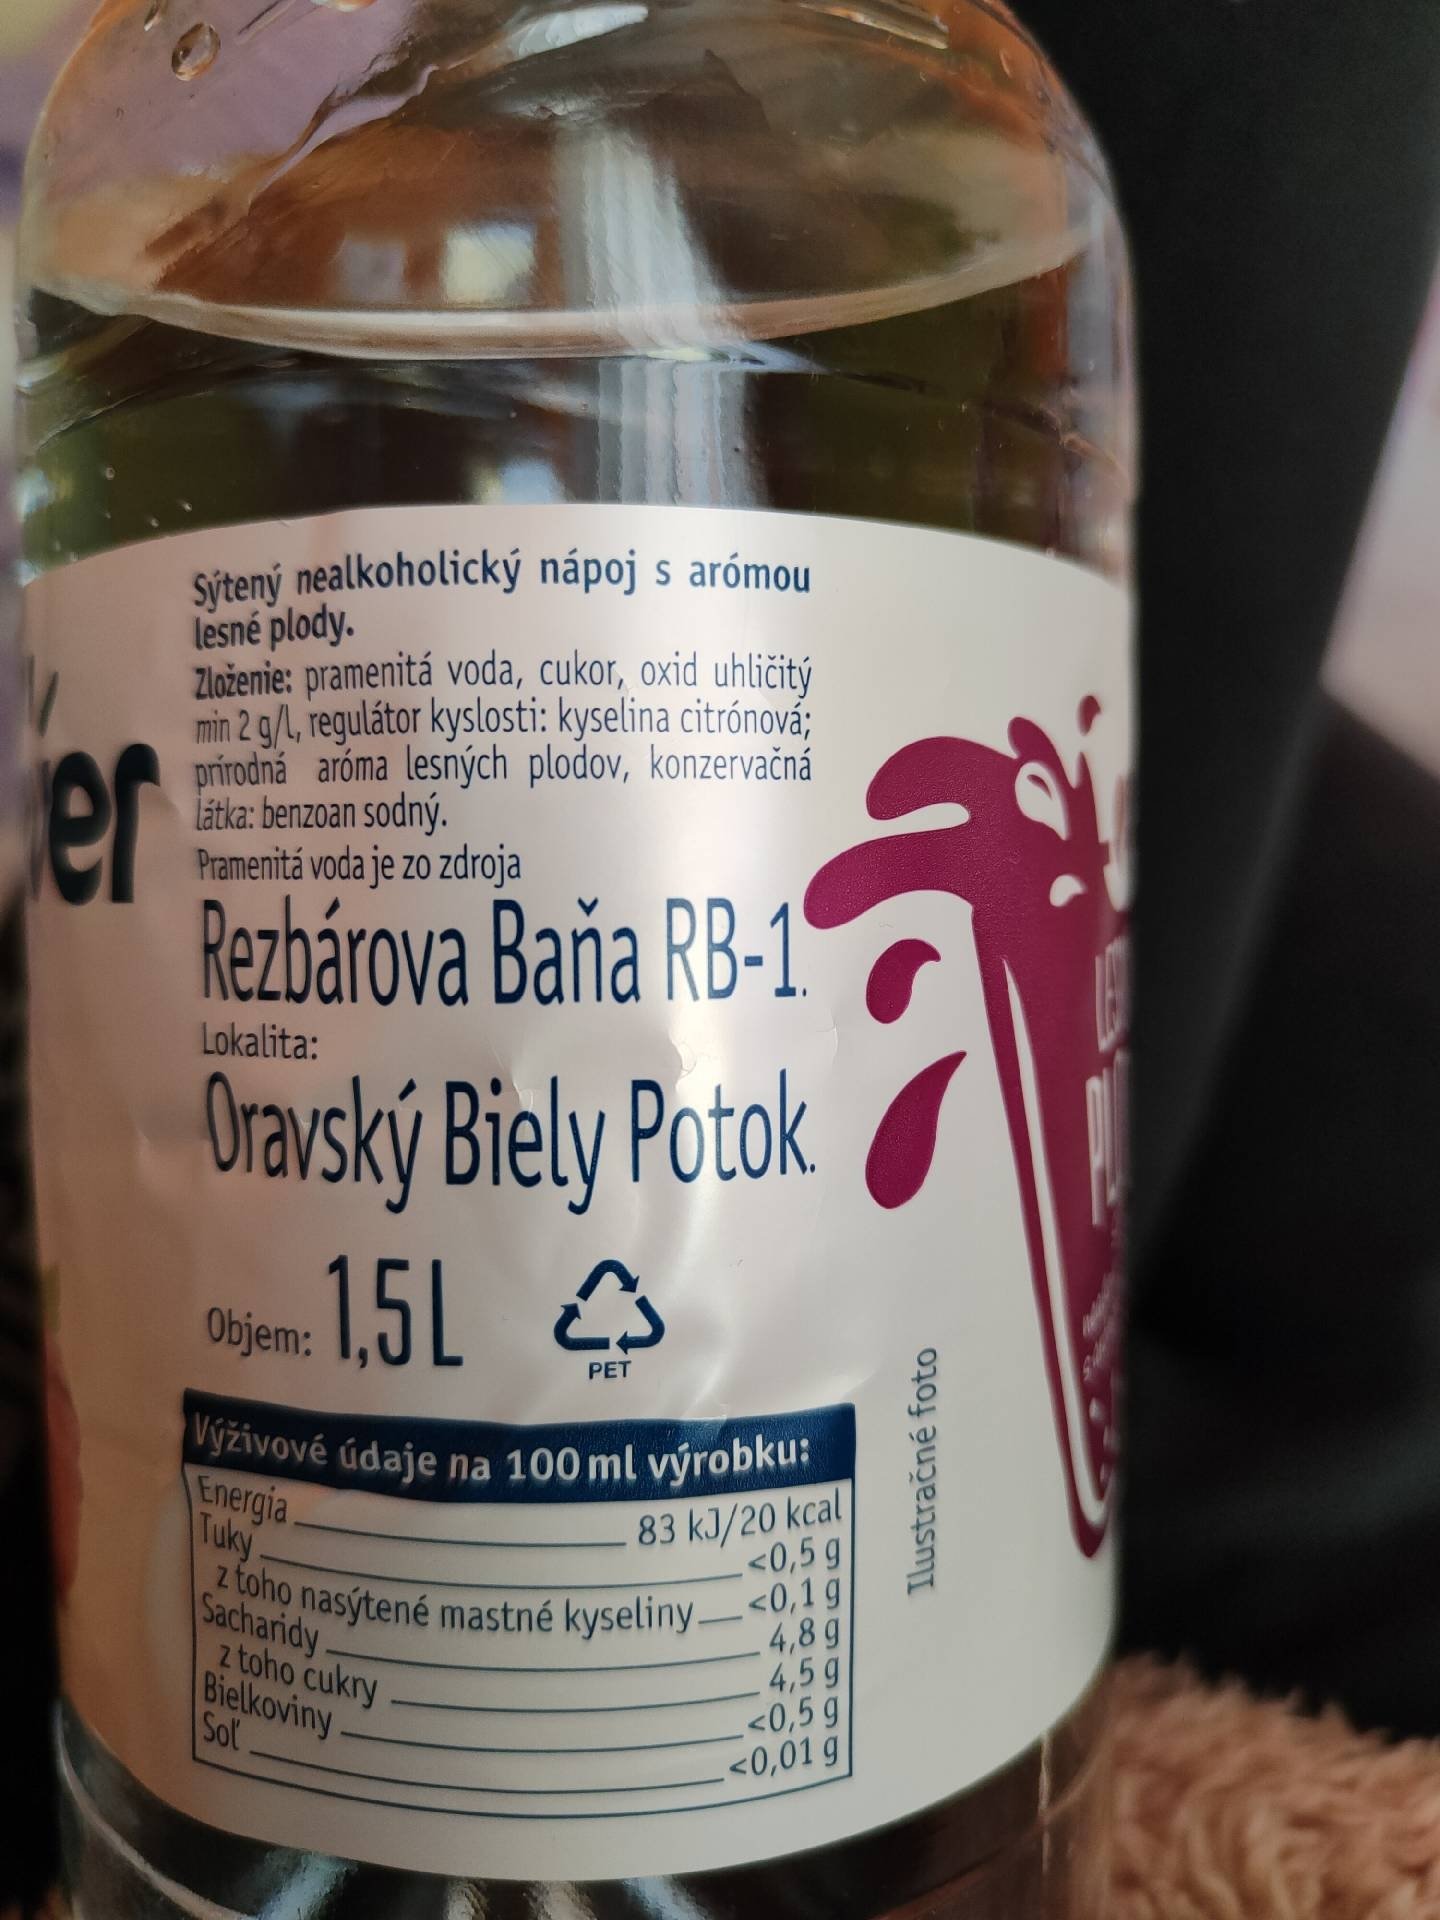 Sýtený nealkoholický nápoj s arómou
lesné plody.
Zloženie: pramenitá voda, cukor, oxid uhličitý
min 2 g/l, regulátor kyslosti: kyselina citrónová;
prírodná aróma lesných plodov, konzervačná
látka: benzoan sodný.
Pramenitá voda je zo zdroja
Rezbárova Baňa RB-1.
Lokalita:
Oravský Biely Potok.
Objem: 1,5 L
PET
Výživové údaje na 100 ml výrobku:
Energia 83 kJ/20 kcal
Tuky <0,5 g
z toho nasýtené mastné kyseliny <0,1 g
Sacharidy 4,8 g
z toho cukry 4,5 g
Bielkoviny <0,5 g
Soľ <0,01 g
Ilustračné foto